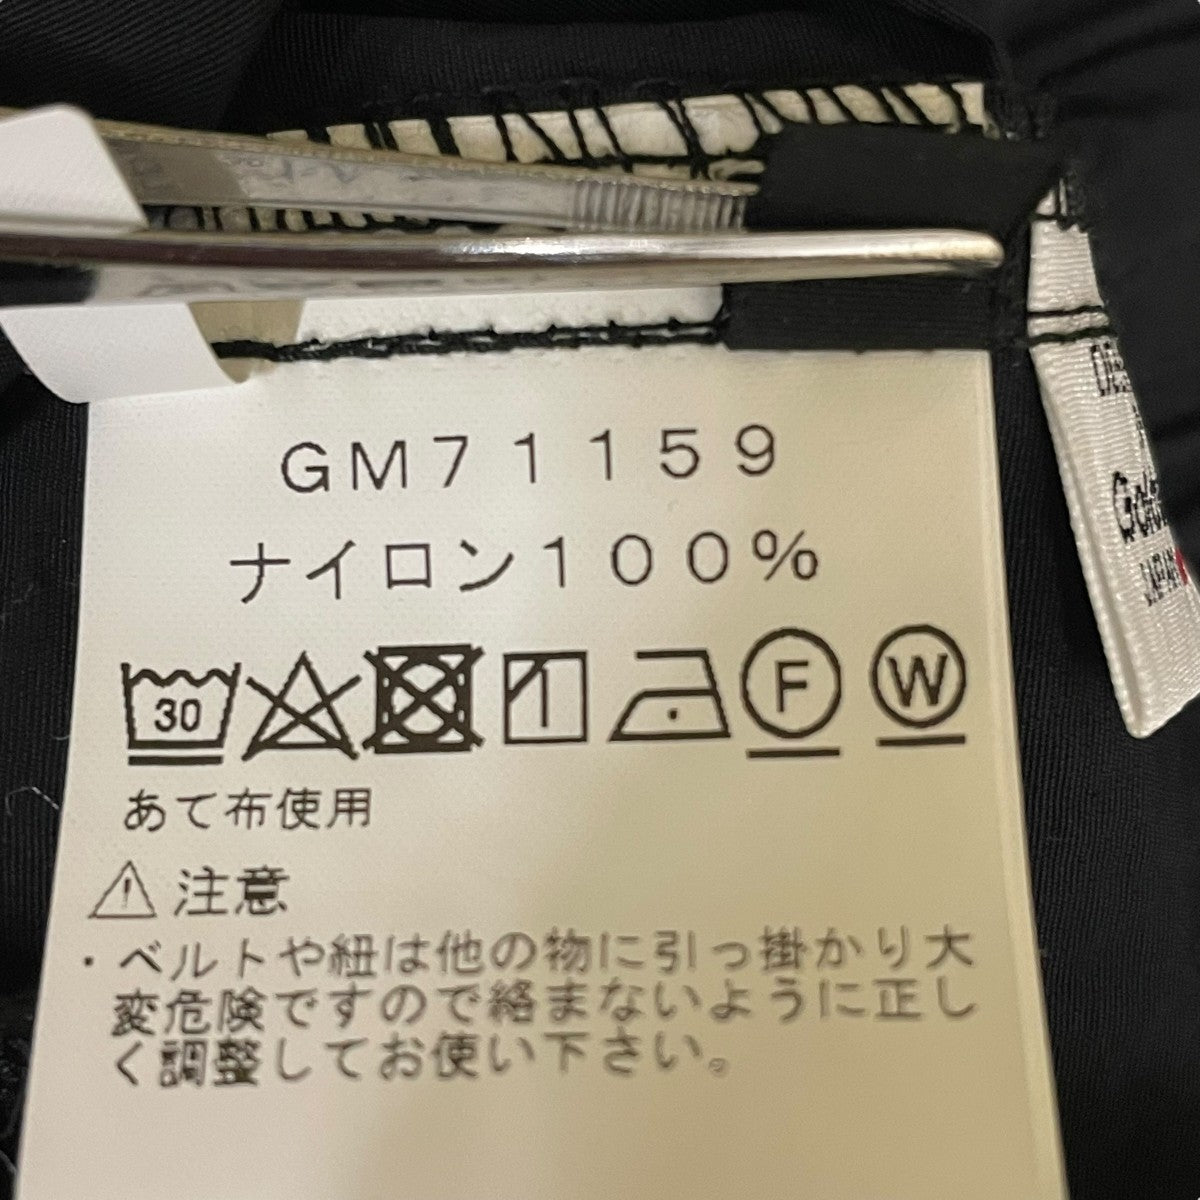 GM71159
ナイロン100%
30
F
W
あて布使用
注意
・ベルトや紐は他の物に引っ掛かり大
変危険ですので絡まないように正し
く調整してお使い下さい。
JAPAN